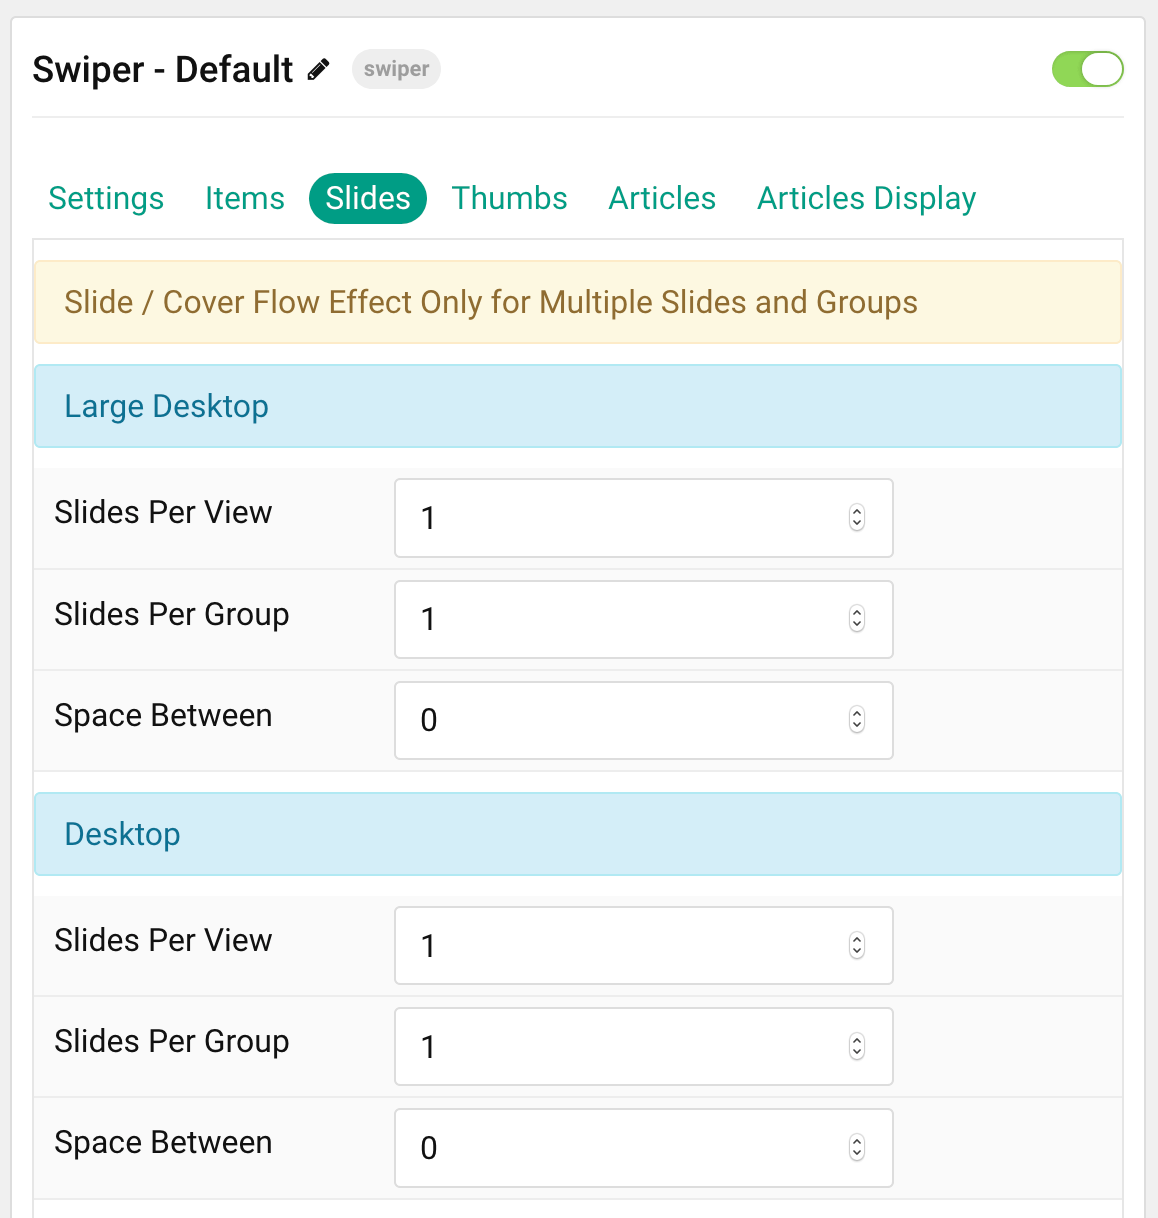 Swiper - Default swiper
Settings Items Slides Thumbs Articles Articles Display
Slide / Cover Flow Effect Only for Multiple Slides and Groups
Large Desktop
Slides Per View 1
Slides Per Group 1
Space Between 0
Desktop
Slides Per View 1
Slides Per Group 1
Space Between 0